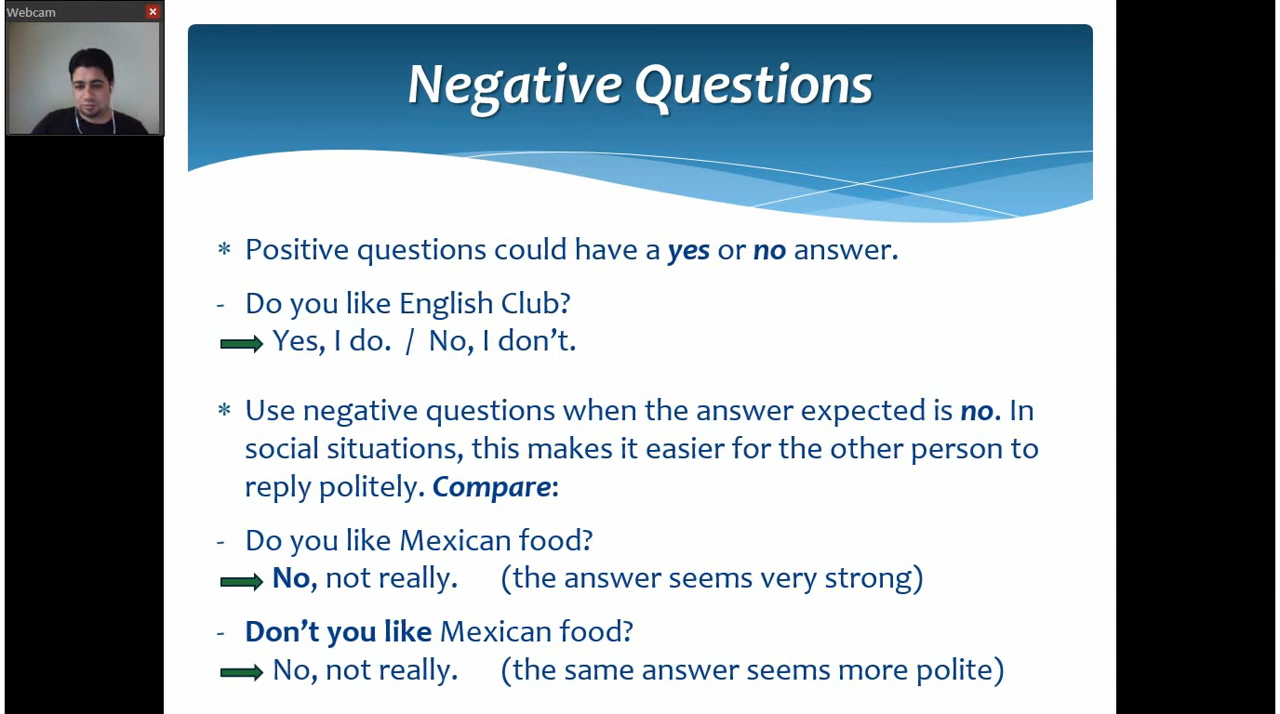 Webcam
Negative Questions
* Positive questions could have a yes or no answer.
- Do you like English Club?
Yes, I do. / No, I don't.
* Use negative questions when the answer expected is no. In
social situations, this makes it easier for the other person to
reply politely. Compare:
- Do you like Mexican food?
No, not really. (the answer seems very strong)
- Don't you like Mexican food?
No, not really. (the same answer seems more polite)